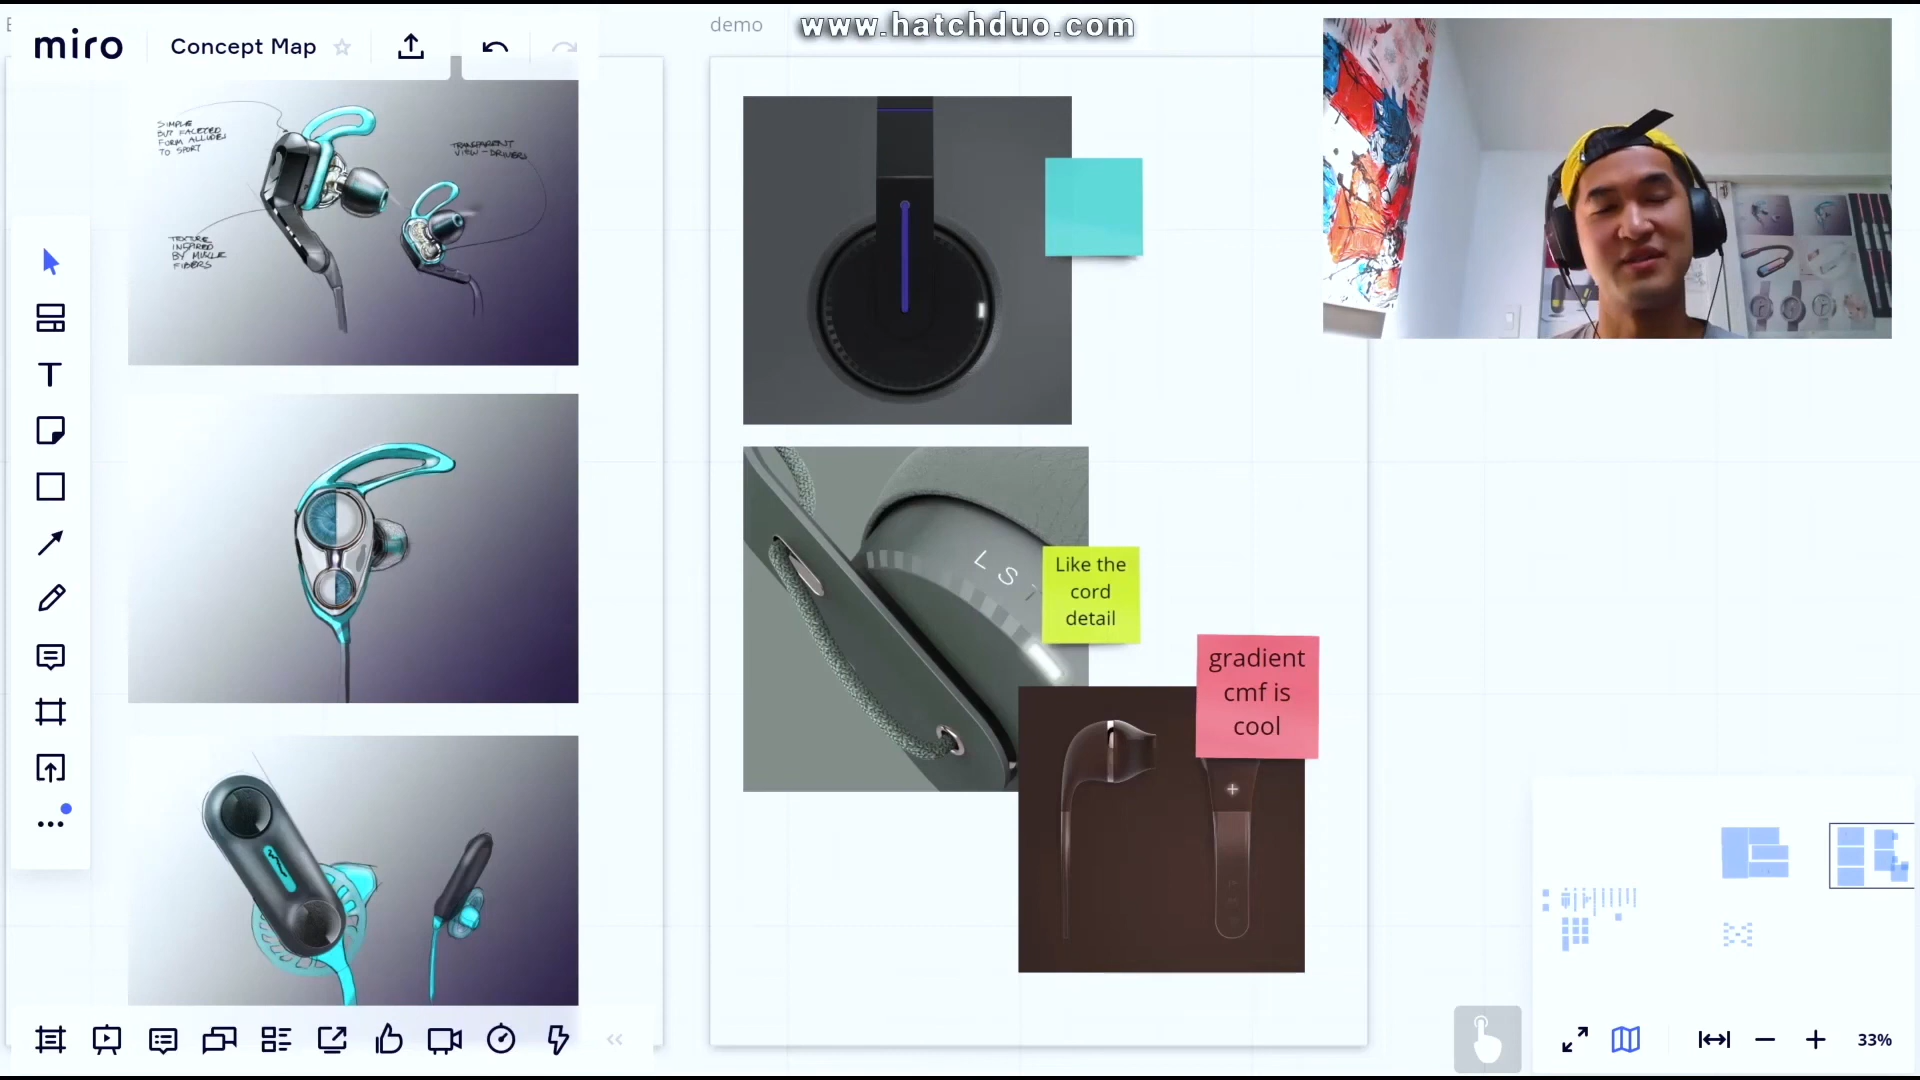 demo
www.hatchduo.com
miro
Concept Map
SIMPLE
BUT FACETED
FORM ALLUDES
TO SPORT
TRANSPARENT
VIEW - DRIVERS
TEXTURE
INSPIRED
BY MUSCLE
FIBERS
LST
Like the
cord
detail
gradient
cmf is
cool
33%